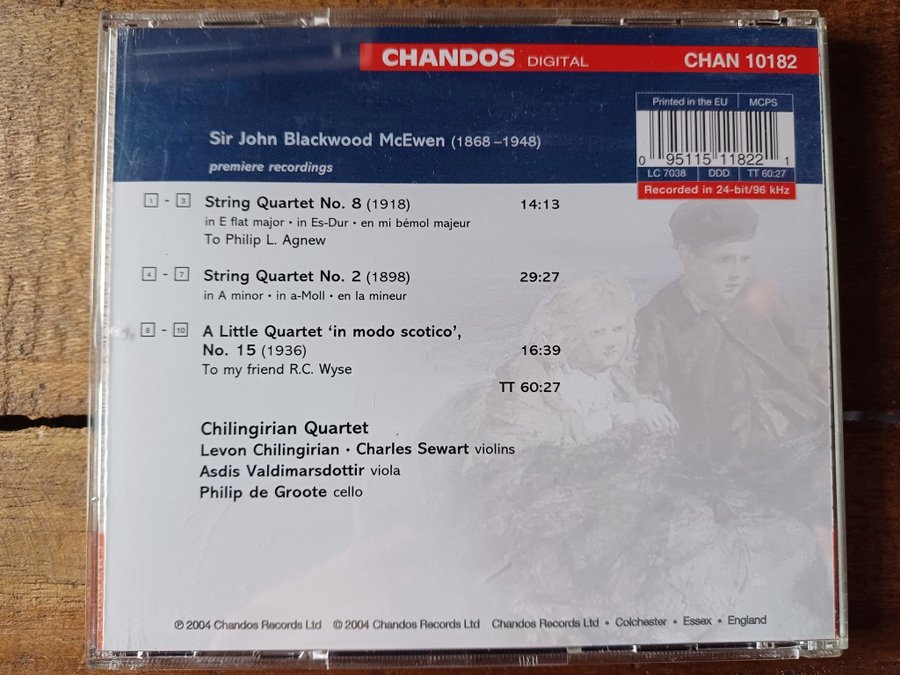 CHANDOS DIGITAL CHAN 10182
Printed in the EU MCPS
0 95115 11822 1
LC 7038 DDD TT 60:27
Recorded in 24-bit/96 kHz
Sir John Blackwood McEwen (1868–1948)
premiere recordings
1 - 3 String Quartet No. 8 (1918) 14:13
in E flat major • in Es-Dur • en mi bémol majeur
To Philip L. Agnew
4 - 7 String Quartet No. 2 (1898) 29:27
in A minor • in a-Moll • en la mineur
8 - 10 A Little Quartet ‘in modo scotico’,
No. 15 (1936) 16:39
To my friend R.C. Wyse
TT 60:27
Chilingirian Quartet
Levon Chilingirian • Charles Sewart violins
Asdis Valdimarsdottir viola
Philip de Groote cello
℗ 2004 Chandos Records Ltd © 2004 Chandos Records Ltd Chandos Records Ltd • Colchester • Essex • England